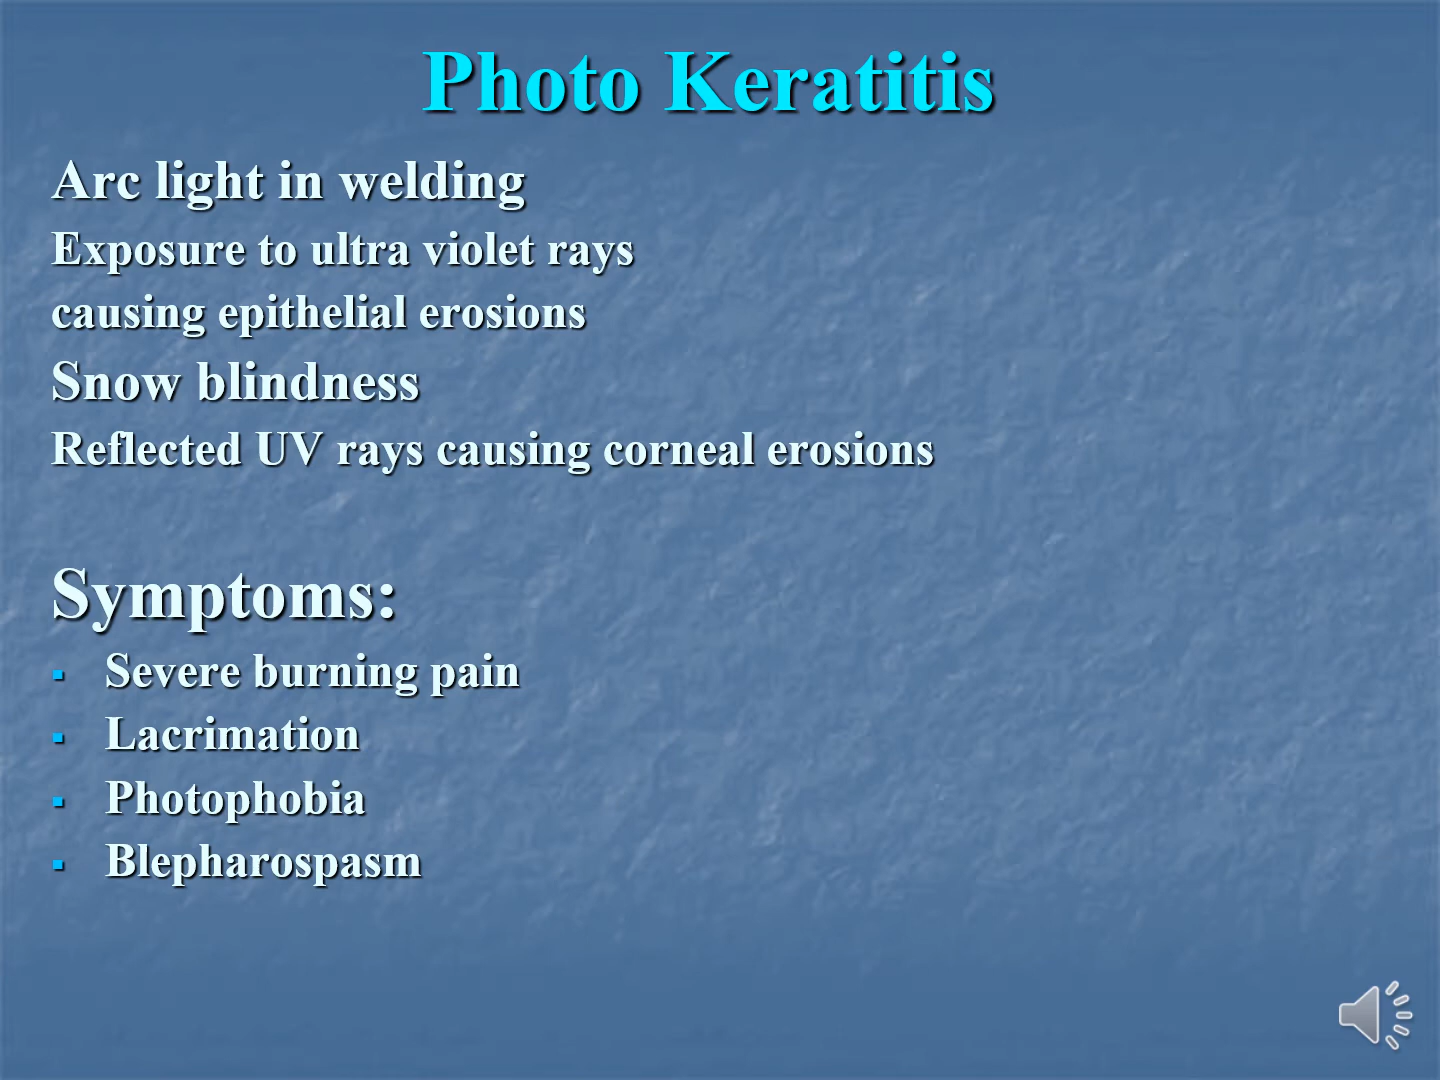 Photo Keratitis
Arc light in welding
Exposure to ultra violet rays
causing epithelial erosions
Snow blindness
Reflected UV rays causing corneal erosions
Symptoms:
▪ Severe burning pain
▪ Lacrimation
▪ Photophobia
▪ Blepharospasm